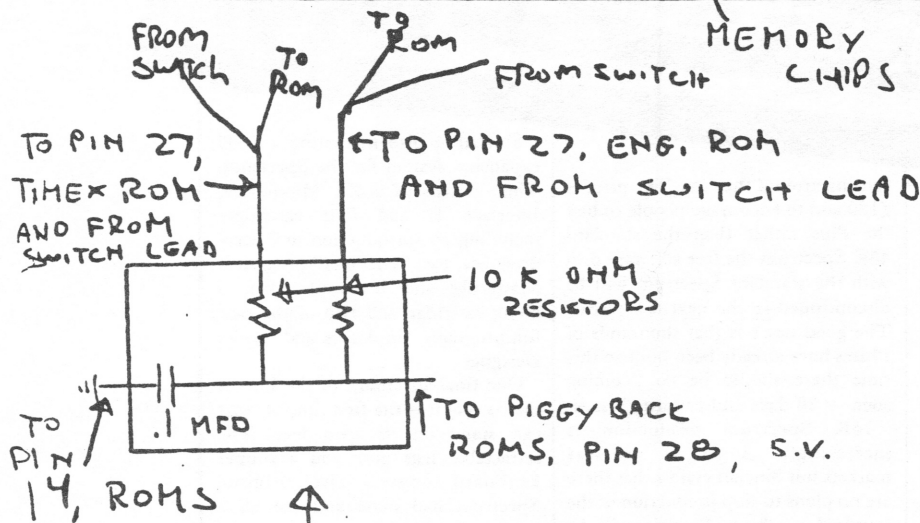 FROM
SWITCH
TO
ROM
TO
ROM
FROM SWITCH
MEMORY
CHIPS
TO PIN 27,
TIMEX ROM
AND FROM
SWITCH LEAD
TO PIN 27, ENG. ROM
AND FROM SWITCH LEAD
10 K OHM
RESISTORS
.1 MFD
TO
PIN
14, ROMS
TO PIGGYBACK
ROMS, PIN 28, 5.V.